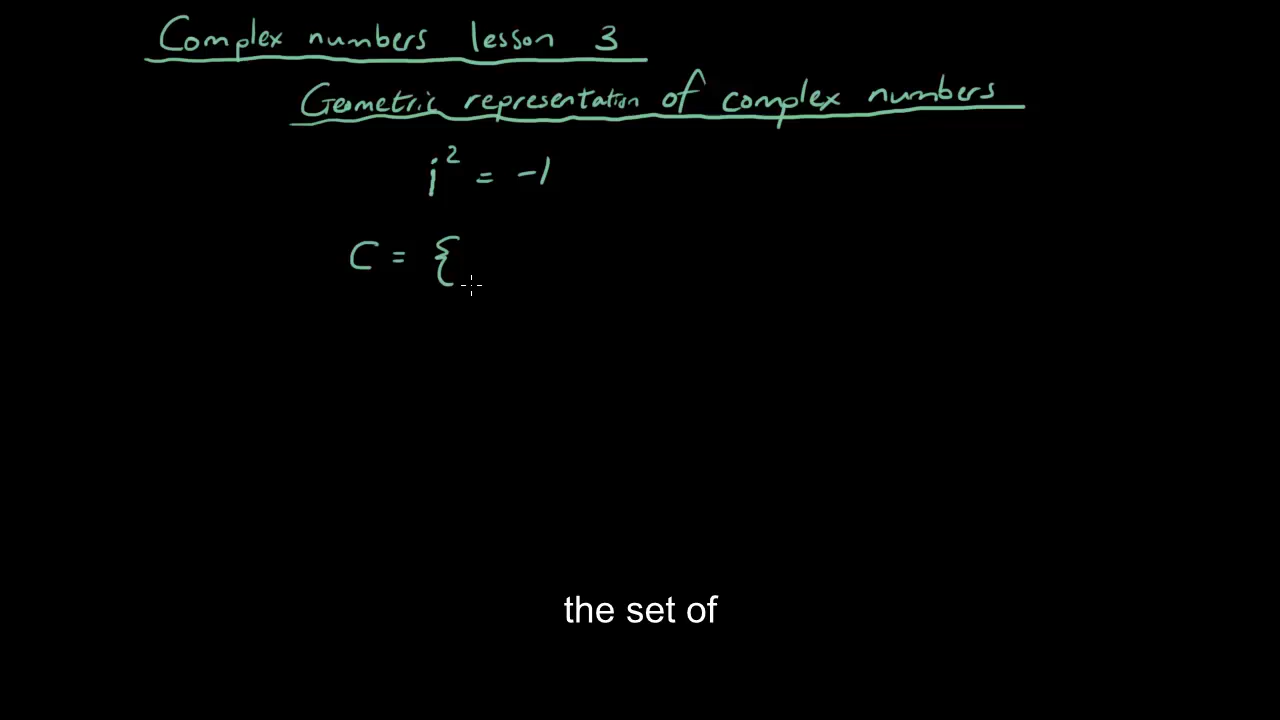 Complex numbers lesson 3
Geometric representation of complex numbers
i² = -1
C = {
the set of